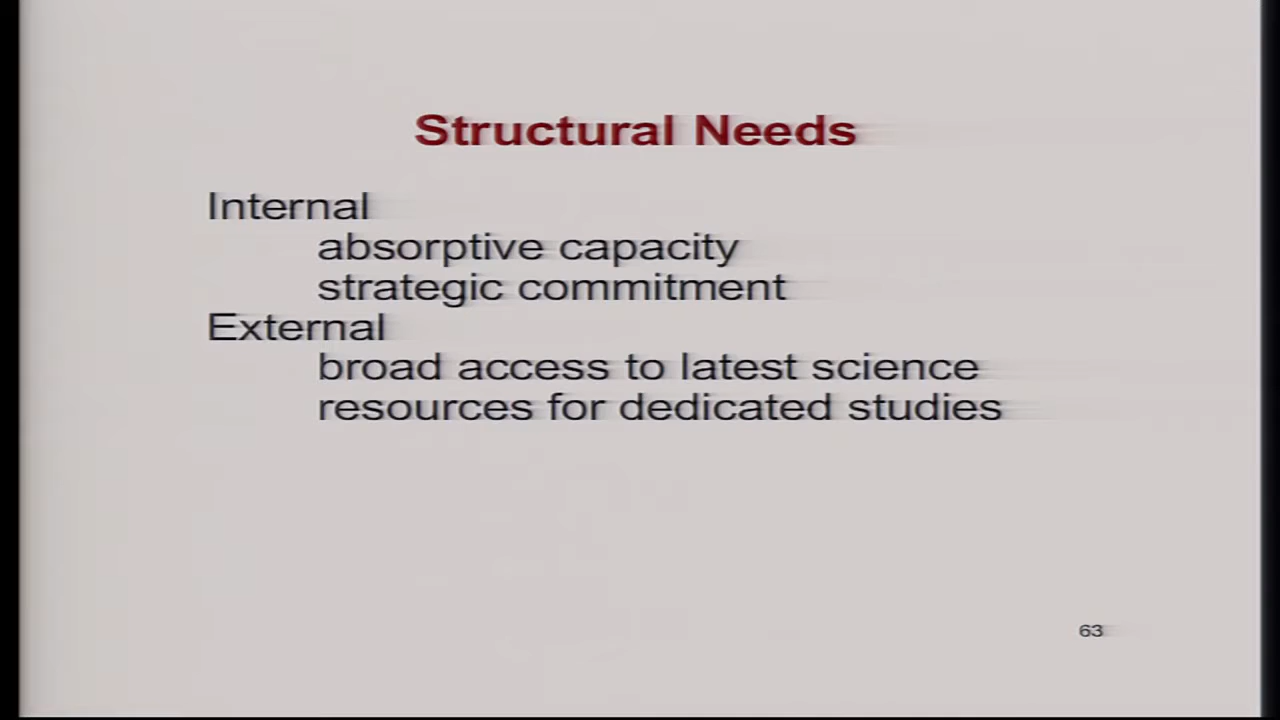 Structural Needs
Internal
absorptive capacity
strategic commitment
External
broad access to latest science
resources for dedicated studies
63